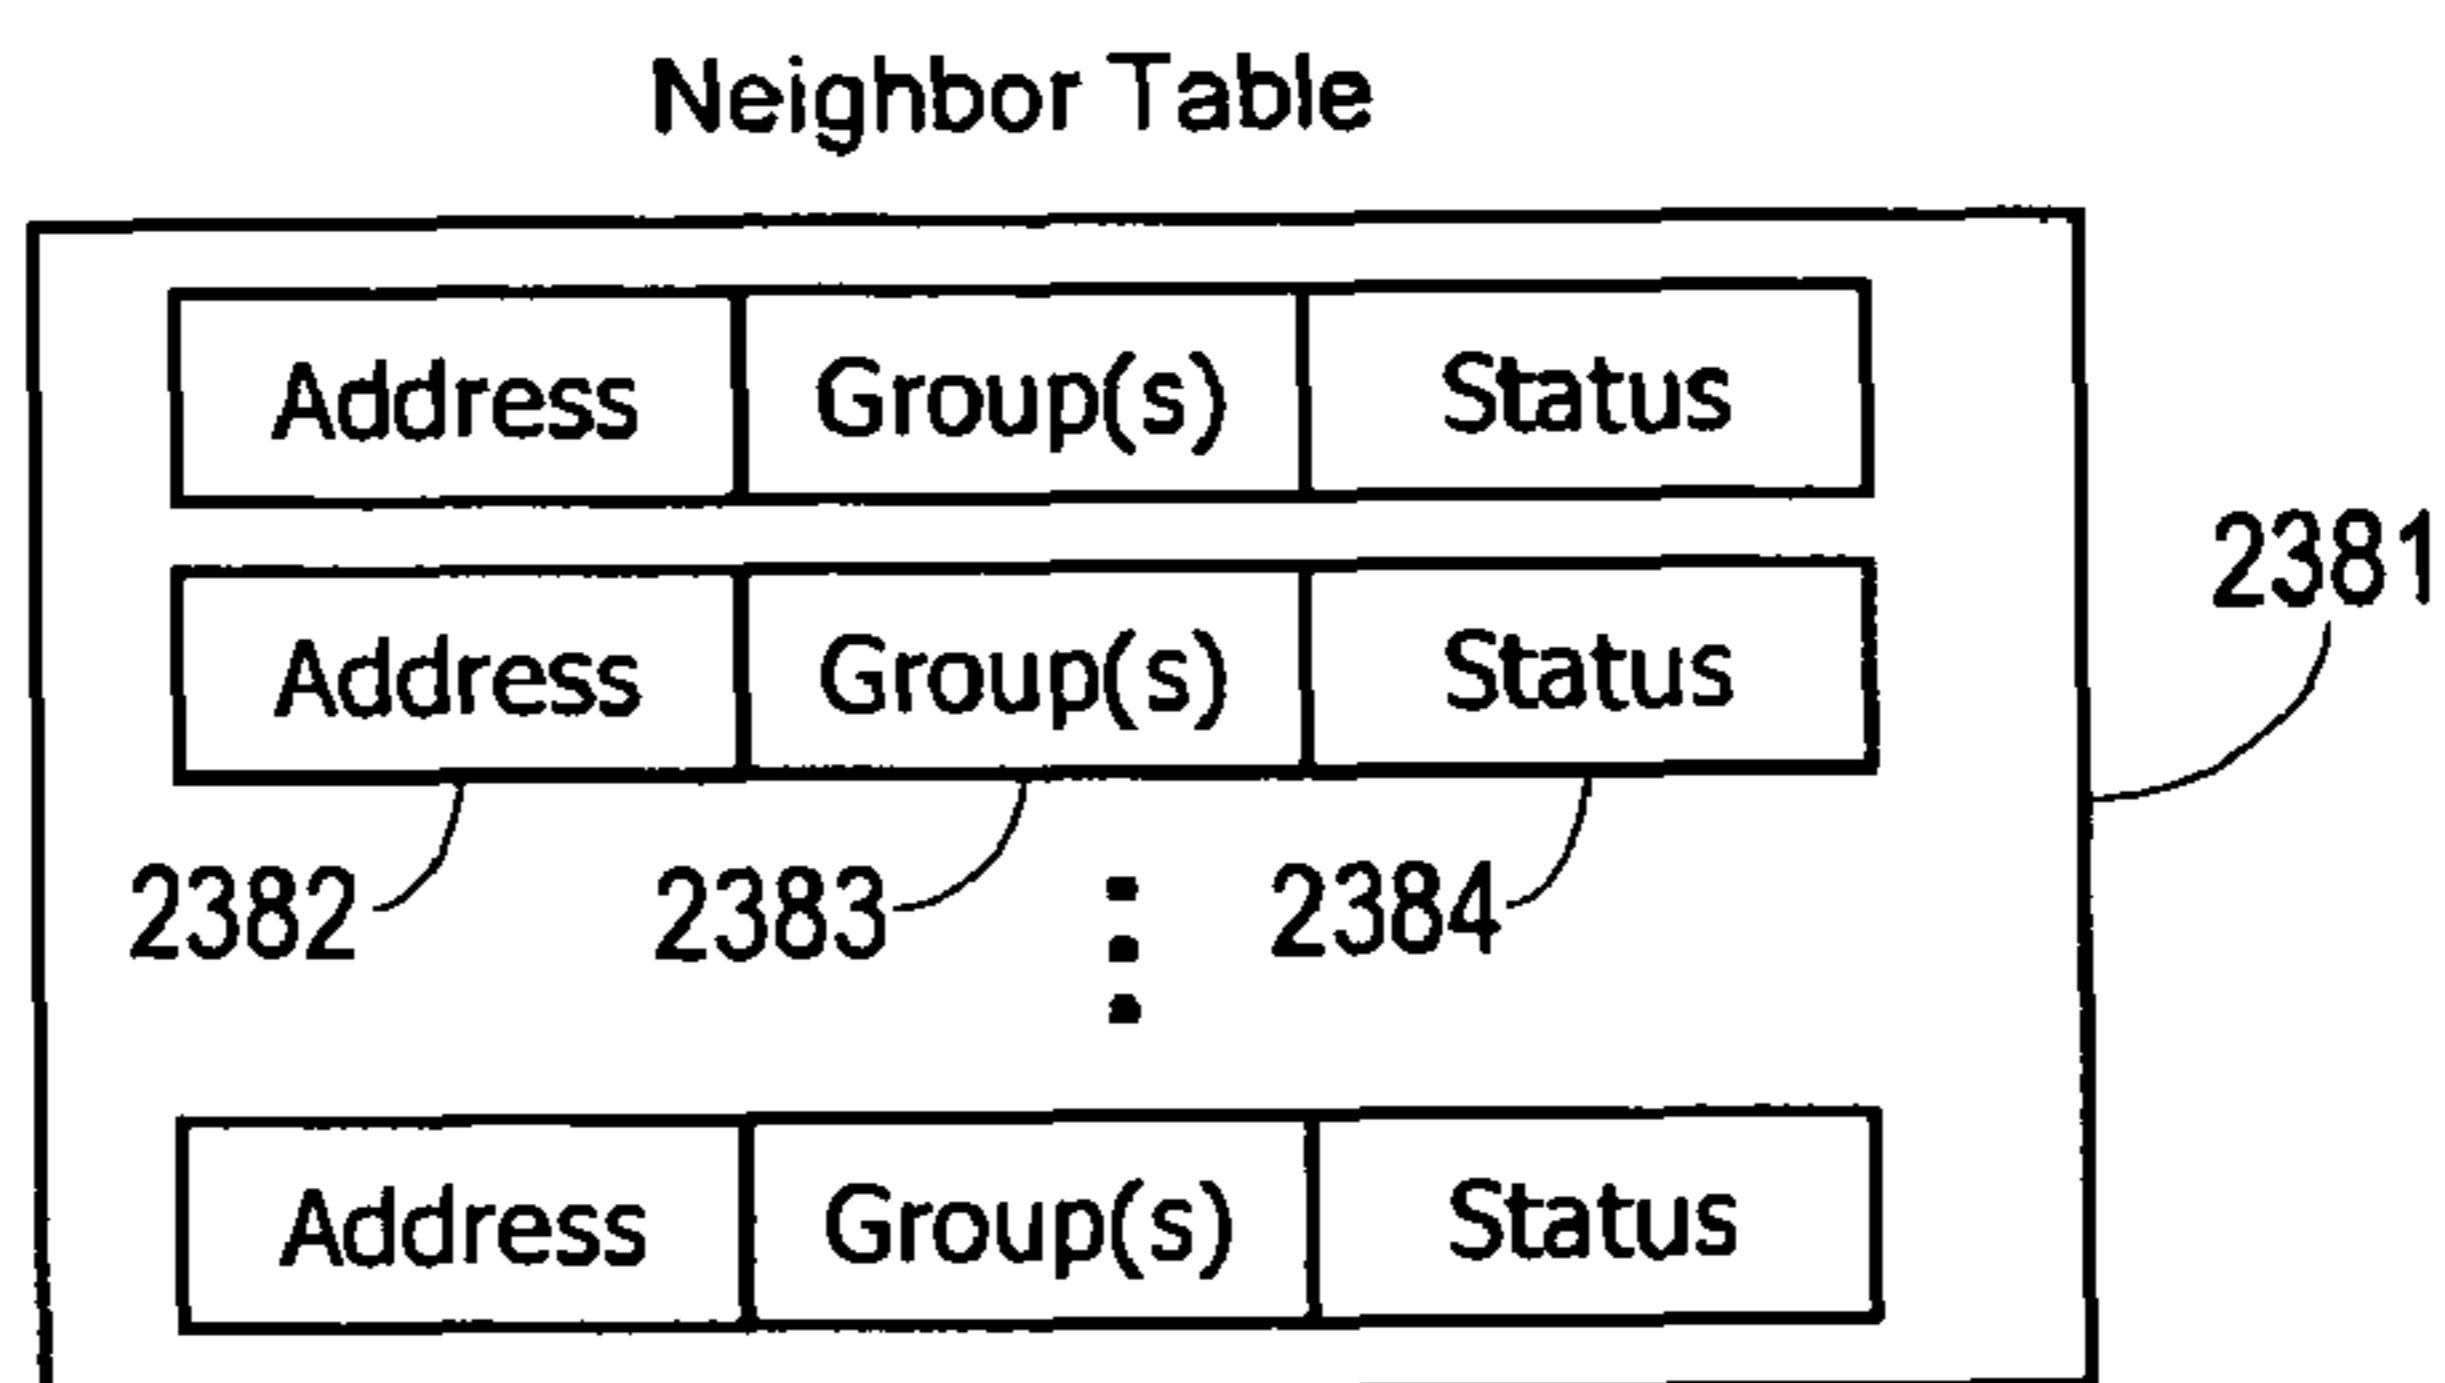 Neighbor Table
Address Group(s) Status
Address Group(s) Status
2381
2382 2383 2384
Address Group(s) Status